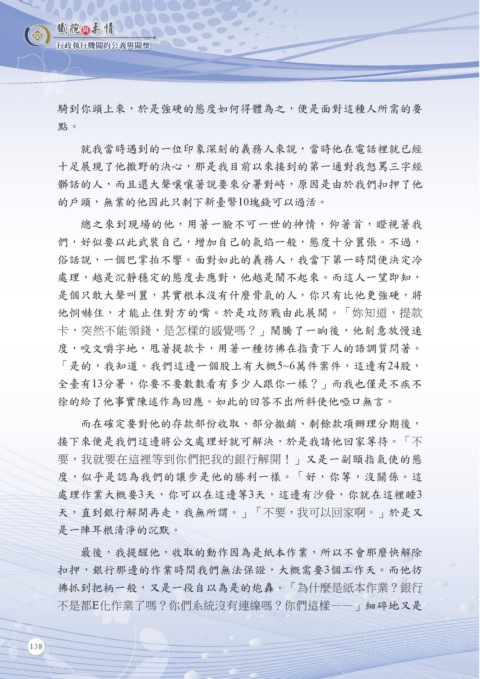 鐵腕與柔情
行政執行機關的公義與關懷
騎到你頭上來，於是強硬的態度如何得體為之，便是面對這種人所需的要
點。
就我當時遇到的一位印象深刻的義務人來說，當時他在電話裡就已經
十足展現了他撒野的決心，那是我目前以來接到的第一通對我怒罵三字經
髒話的人，而且還大聲嚷嚷著說要來分署對峙，原因是由於我們扣押了他
的戶頭，無業的他因此只剩下新臺幣10塊錢可以過活。
總之來到現場的他，用著一臉不可一世的神情，仰著首，瞪視著我
們，好似要以此武裝自己，增加自己的氣焰一般，態度十分囂張。不過，
俗話說，一個巴掌拍不響。面對如此的義務人，我當下第一時間便決定冷
處理，越是沉靜穩定的態度去應對，他越是鬧不起來。而這人一望即知，
是個只敢大聲叫囂，其實根本沒有什麼骨氣的人，你只有比他更強硬，將
他恫嚇住，才能止住對方的嘴。於是攻防戰由此展開。「妳知道，提款
卡，突然不能領錢，是怎樣的感覺嗎？」鬧騰了一晌後，他刻意放慢速
度，咬文嚼字地，甩著提款卡，用著一種彷彿在指責下人的語調質問著。
「是的，我知道。我們這邊一個股上有大概5~6萬件案件，這邊有24股，
全臺有13分署，你要不要數數看有多少人跟你一樣？」而我也僅是不疾不
徐的給了他事實陳述作為回應。如此的回答不出所料使他啞口無言。
而在確定要對他的存款部份收取、部分撤銷、剩餘款項辦理分期後，
接下來便是我們這邊將公文處理好就可解決，於是我請他回家等待。「不
要，我就要在這裡等到你們把我的銀行解開！」又是一副頤指氣使的態
度，似乎是認為我們的讓步是他的勝利一樣。「好，你等，沒關係。這
處理作業大概要3天，你可以在這邊等3天，這邊有沙發，你就在這裡睡3
天，直到銀行解開再走，我無所謂。」「不要，我可以回家啊。」於是又
是一陣耳根清淨的沉默。
最後，我提醒他，收取的動作因為是紙本作業，所以不會那麼快解除
扣押，銀行那邊的作業時間我們無法保證，大概需要3個工作天。而他彷
彿抓到把柄一般，又是一段自以為是的炮轟。「為什麼是紙本作業？銀行
不是都E化作業了嗎？你們系統沒有連線嗎？你們這樣——」細碎地又是
138